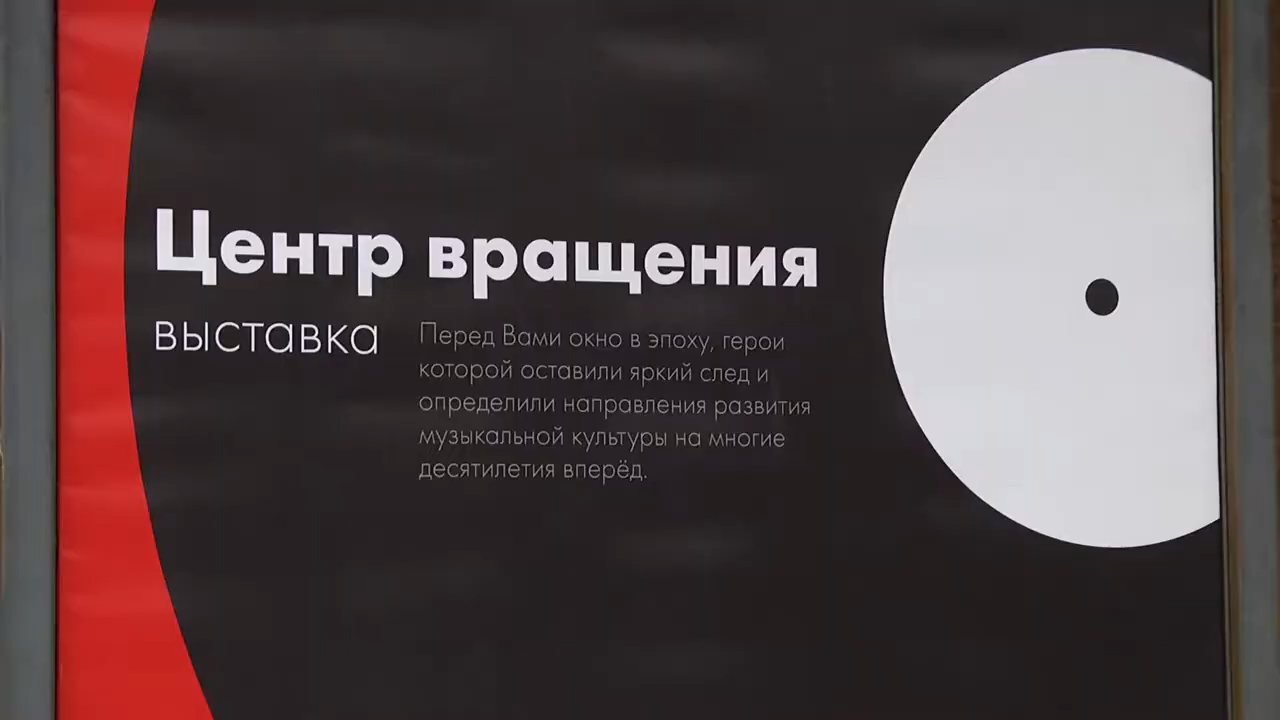 Центр вращения
выставка
Перед Вами окно в эпоху, герои
которой оставили яркий след и
определили направления развития
музыкальной культуры на многие
десятилетия вперёд.